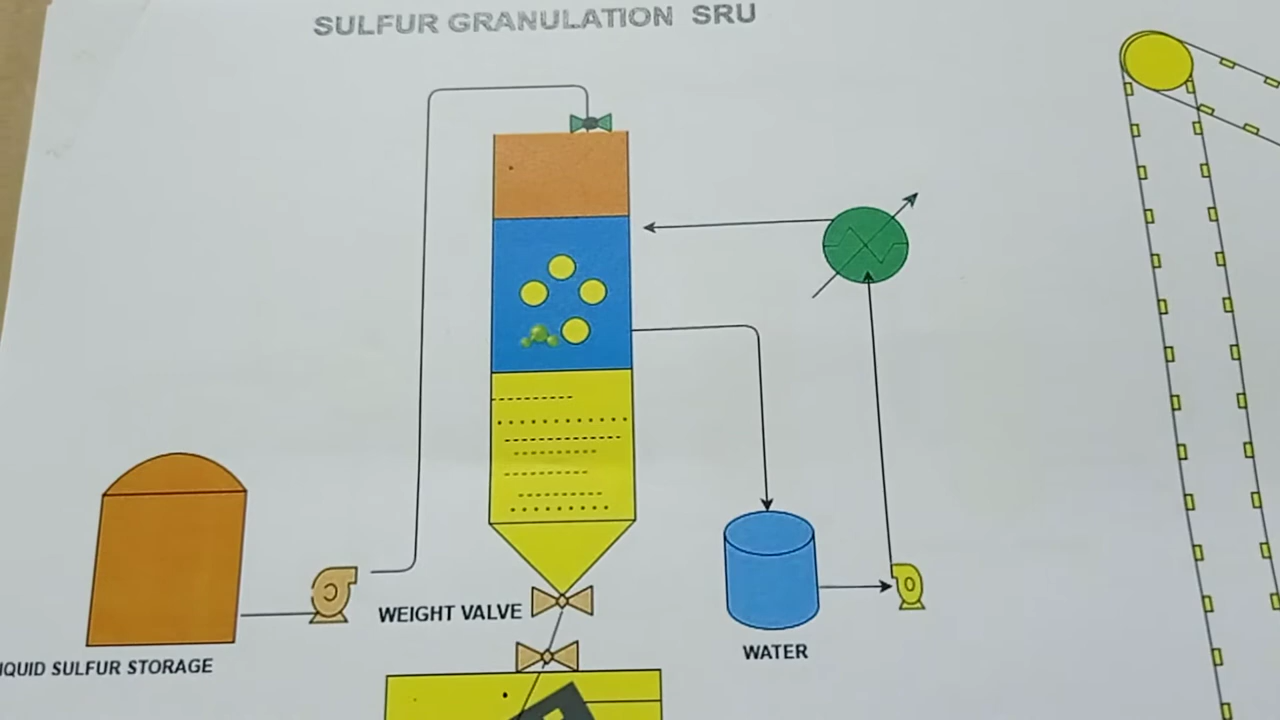 SULFUR GRANULATION SRU
WEIGHT VALVE
IQUID SULFUR STORAGE
WATER